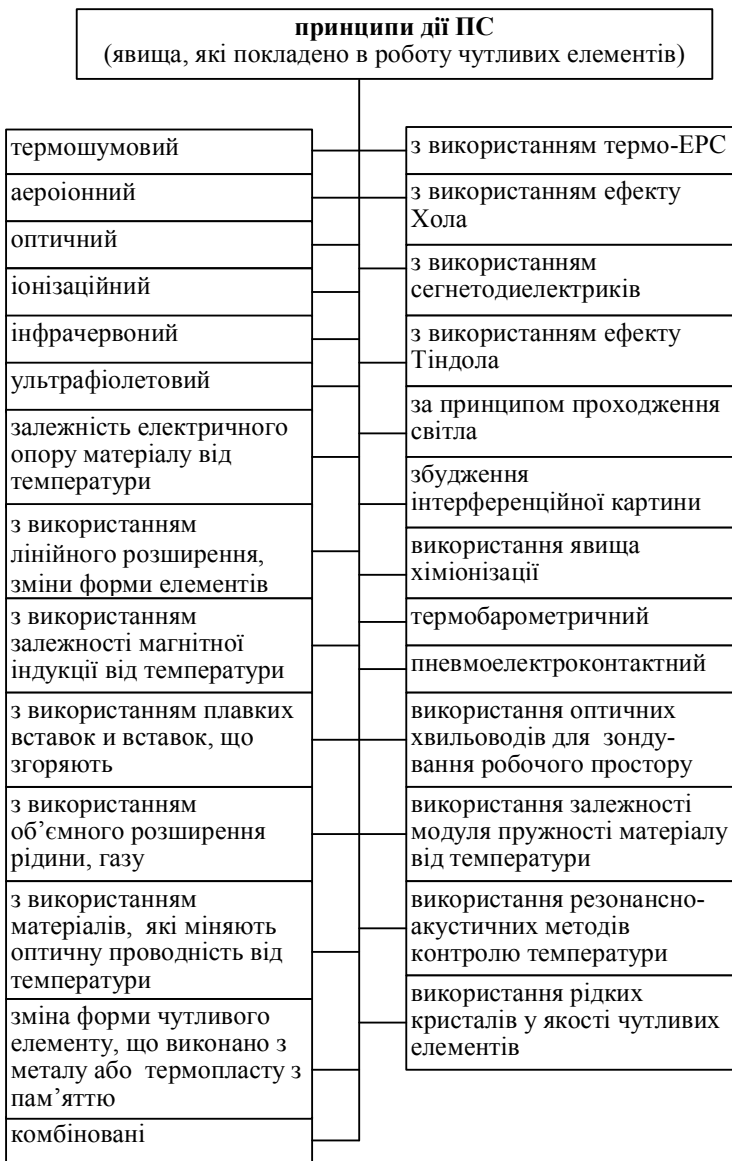 принципи дії ПС
(явища, які покладено в роботу чутливих елементів)
термошумовий
аероіонний
оптичний
іонізаційний
інфрачервоний
ультрафіолетовий
залежність електричного
опору матеріалу від
температури
з використанням
лінійного розширення,
зміни форми елементів
з використанням
залежності магнітної
індукції від температури
з використанням плавких
вставок и вставок, що
згоряють
з використанням
об’ємного розширення
рідини, газу
з використанням
матеріалів, які міняють
оптичну проводність від
температури
зміна форми чутливого
елементу, що виконано з
металу або термопласту з
пам’яттю
комбіновані
з використанням термо-ЕРС
з використанням ефекту
Хола
з використанням
сегнетодиелектриків
з використанням ефекту
Тіндола
за принципом проходження
світла
збудження
інтерференційної картини
використання явища
хіміонізації
термобарометричний
пневмоелектроконтактний
використання оптичних
хвильоводів для зонду-
вання робочого простору
використання залежності
модуля пружності матеріалу
від температури
використання резонансно-
акустичних методів
контролю температури
використання рідких
кристалів у якості чутливих
елементів